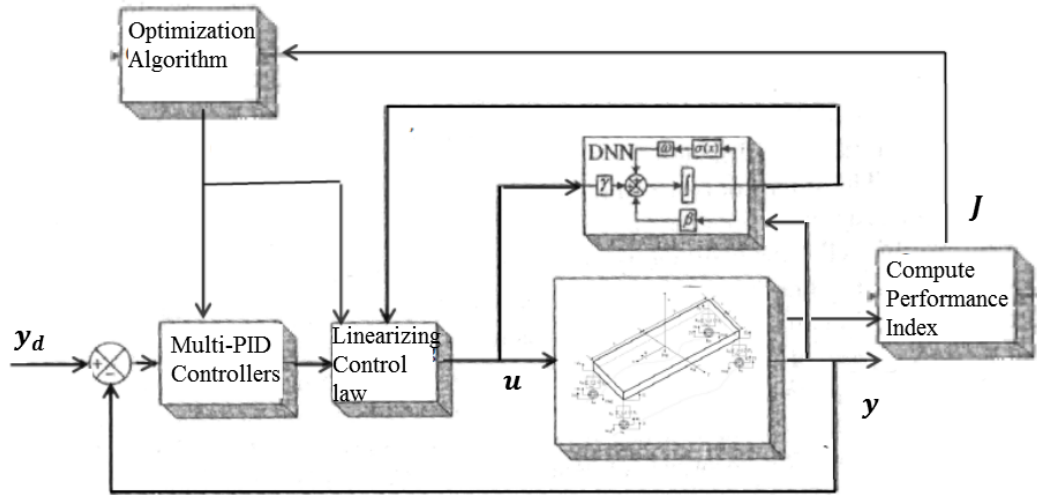 Optimization
Algorithm
DNN
ω
σ(x)
γ
∫
β
J
Compute
Performance
Index
y_d
+
−
Multi-PID
Controllers
Linearizing
Control
law
u
y